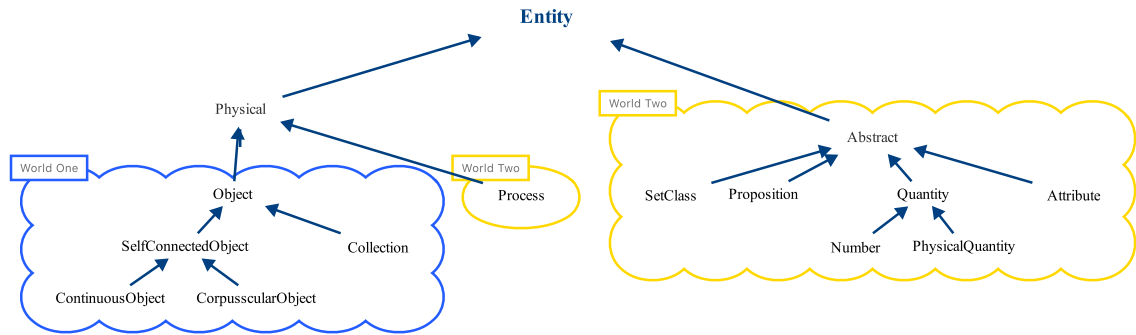 Entity
Physical
World One
Object
SelfConnectedObject
Collection
ContinuousObject
CorpusscularObject
World Two
Process
World Two
Abstract
SetClass
Proposition
Quantity
Attribute
Number
PhysicalQuantity